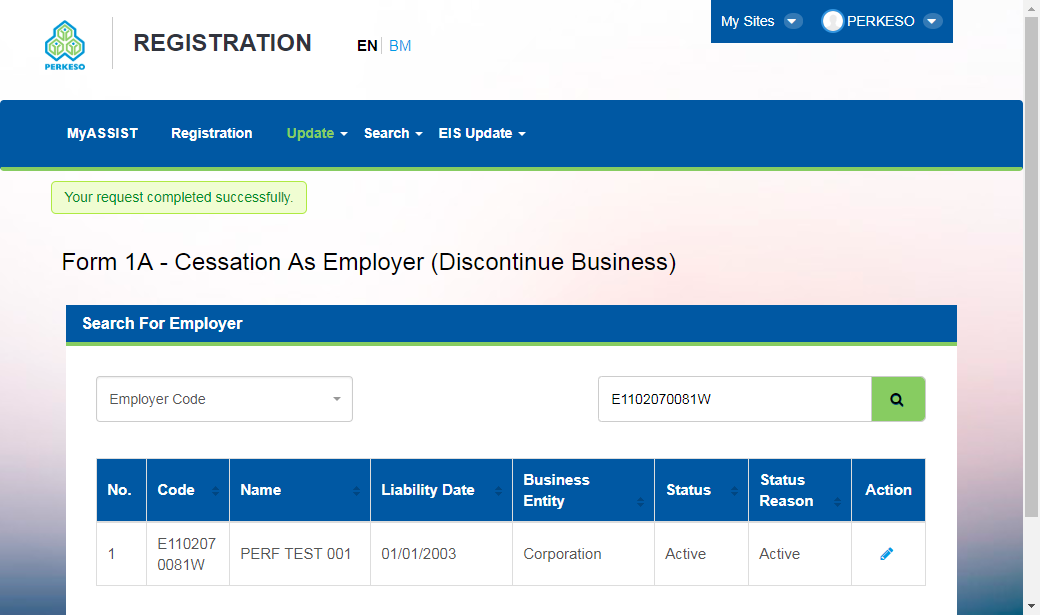 My Sites PERKESO
PERKESO
REGISTRATION
EN BM
MyASSIST Registration Update Search EIS Update
Your request completed successfully.
Form 1A - Cessation As Employer (Discontinue Business)
Search For Employer
Employer Code E1102070081W
No. Code Name Liability Date Business Entity Status Status Reason Action
1 E1102070081W PERF TEST 001 01/01/2003 Corporation Active Active